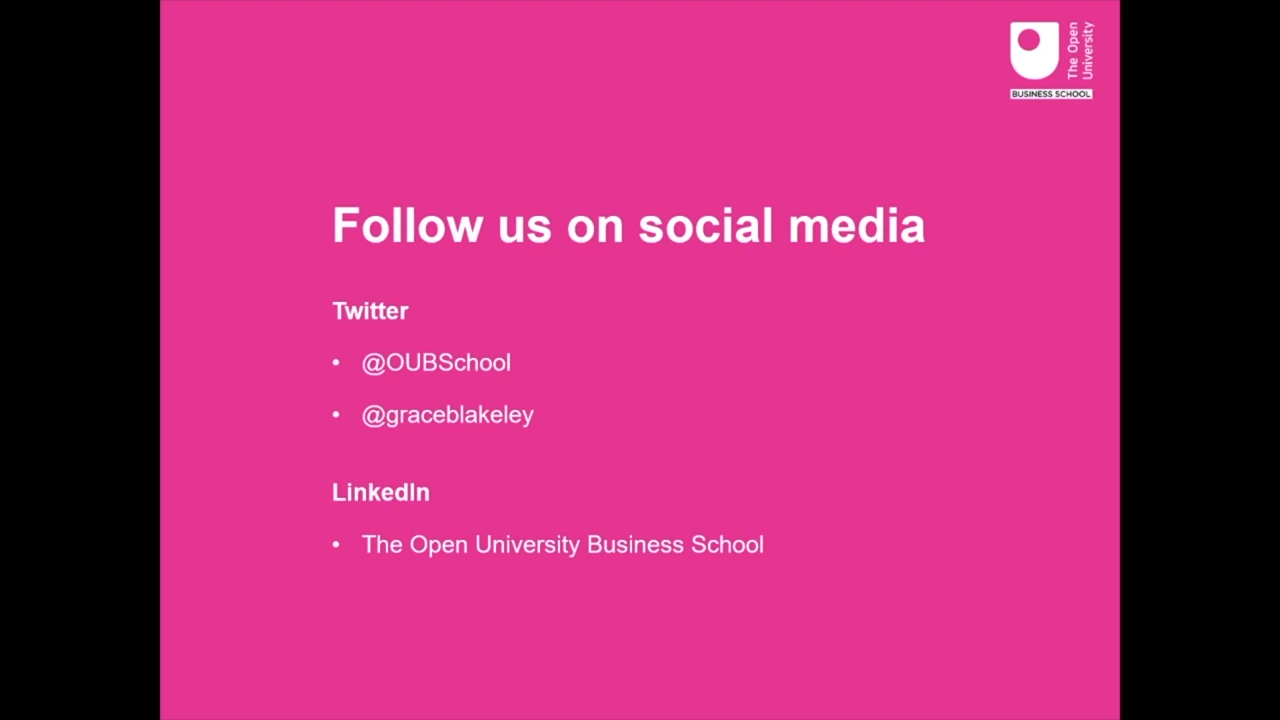 The Open
University
BUSINESS SCHOOL
Follow us on social media
Twitter
• @OUBSchool
• @graceblakeley
LinkedIn
• The Open University Business School